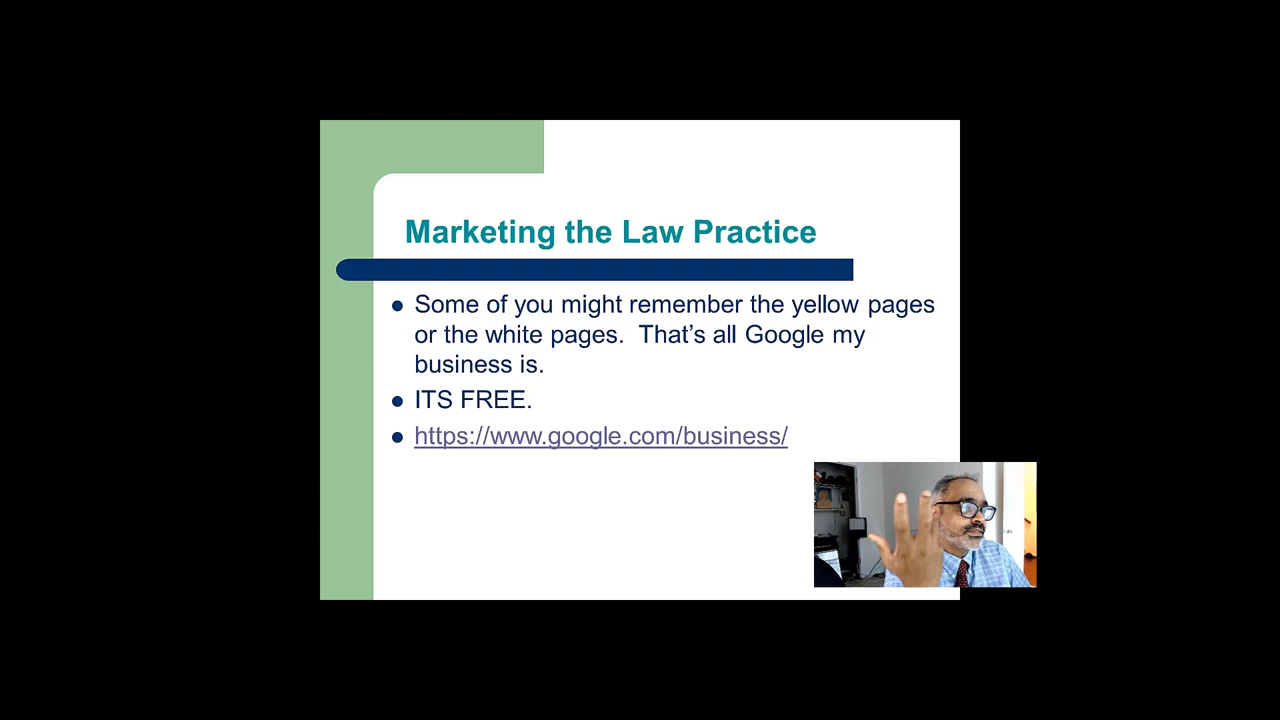 Marketing the Law Practice
Some of you might remember the yellow pages
or the white pages.  That’s all Google my
business is.
ITS FREE.
https://www.google.com/business/